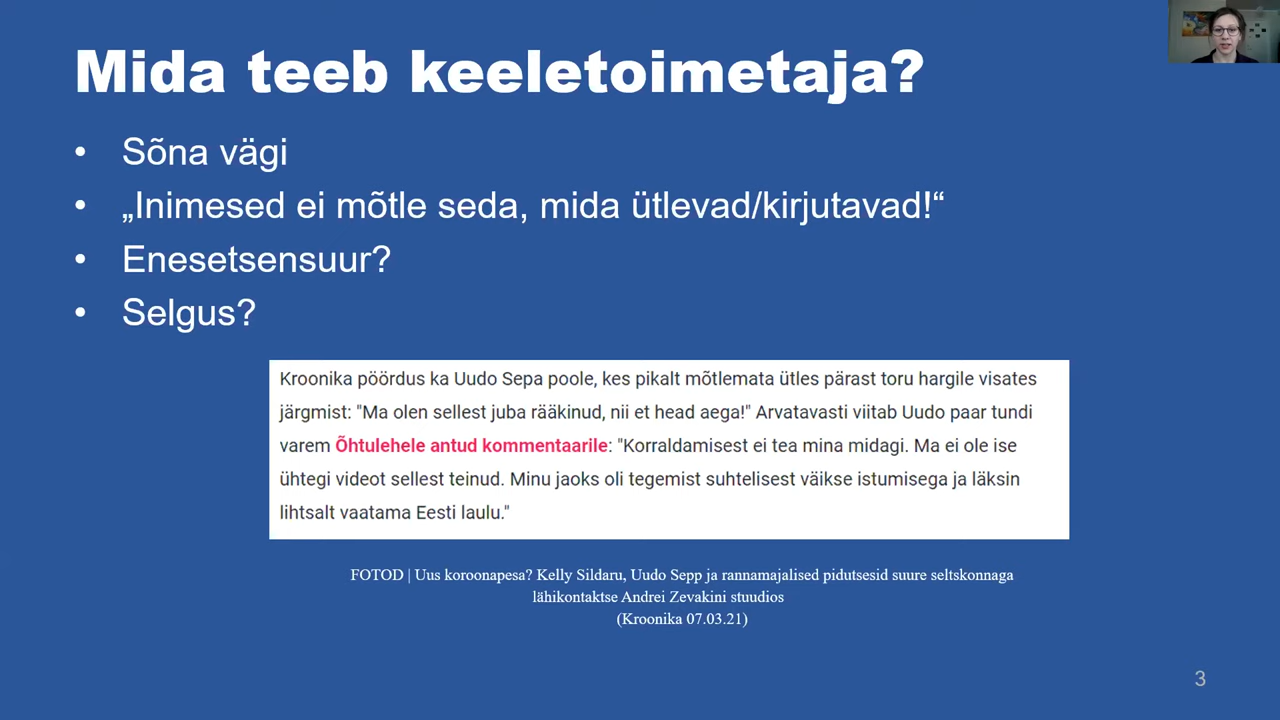 Mida teeb keeletoimetaja?
• Sõna vägi
• „Inimesed ei mõtle seda, mida ütlevad/kirjutavad!“
• Enesetsensuur?
• Selgus?
Kroonika pöördus ka Uudo Sepa poole, kes pikalt mõtlemata ütles pärast toru hargile visates
järgmist: "Ma olen sellest juba rääkinud, nii et head aega!" Arvatavasti viitab Uudo paar tundi
varem Õhtulehele antud kommentaarile: "Korraldamisest ei tea mina midagi. Ma ei ole ise
ühtegi videot sellest teinud. Minu jaoks oli tegemist suhtelisest väikse istumisega ja läksin
lihtsalt vaatama Eesti laulu."
FOTOD | Uus koroonapesa? Kelly Sildaru, Uudo Sepp ja rannamajalised pidutsesid suure seltskonnaga
lähikontaktse Andrei Zevakini stuudios
(Kroonika 07.03.21)
3